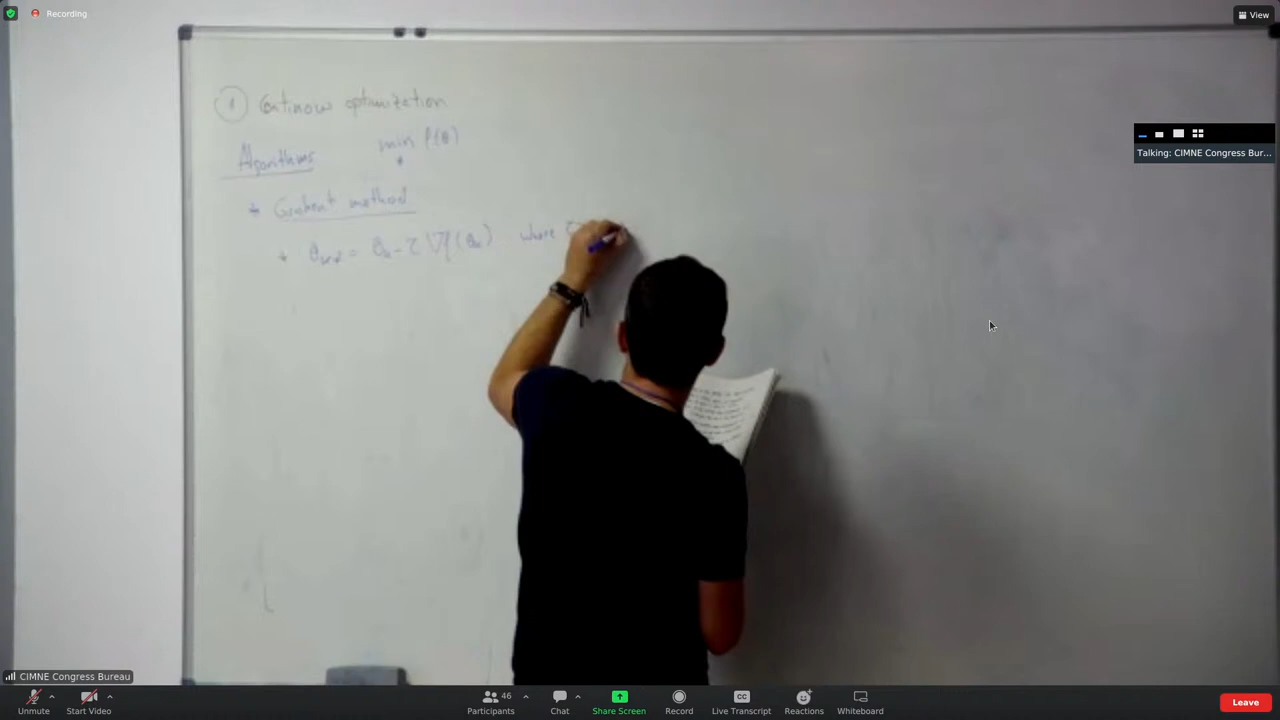 Recording
View
① Continuous optimization
min f(θ)
Algorithms
Talking: CIMNE Congress Bur...
* Gradient method
* θₖ₊₁ = θₖ - τ ∇f(θₖ) where τ
CIMNE Congress Bureau
46
Unmute Start Video Participants Chat Share Screen Record Live Transcript Reactions Whiteboard Leave
CC